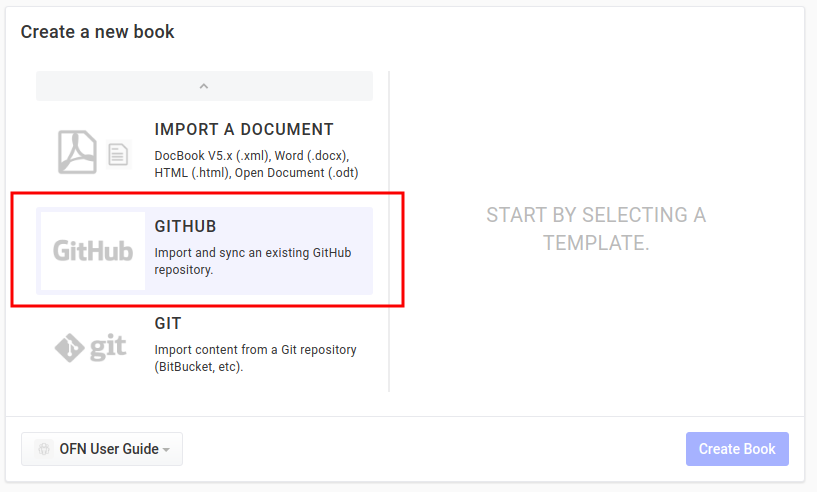 Create a new book
IMPORT A DOCUMENT
DocBook V5.x (.xml), Word (.docx),
HTML (.html), Open Document (.odt)
GitHub
GITHUB
Import and sync an existing GitHub
repository.
git
GIT
Import content from a Git repository
(BitBucket, etc).
START BY SELECTING A
TEMPLATE.
OFN User Guide
Create Book